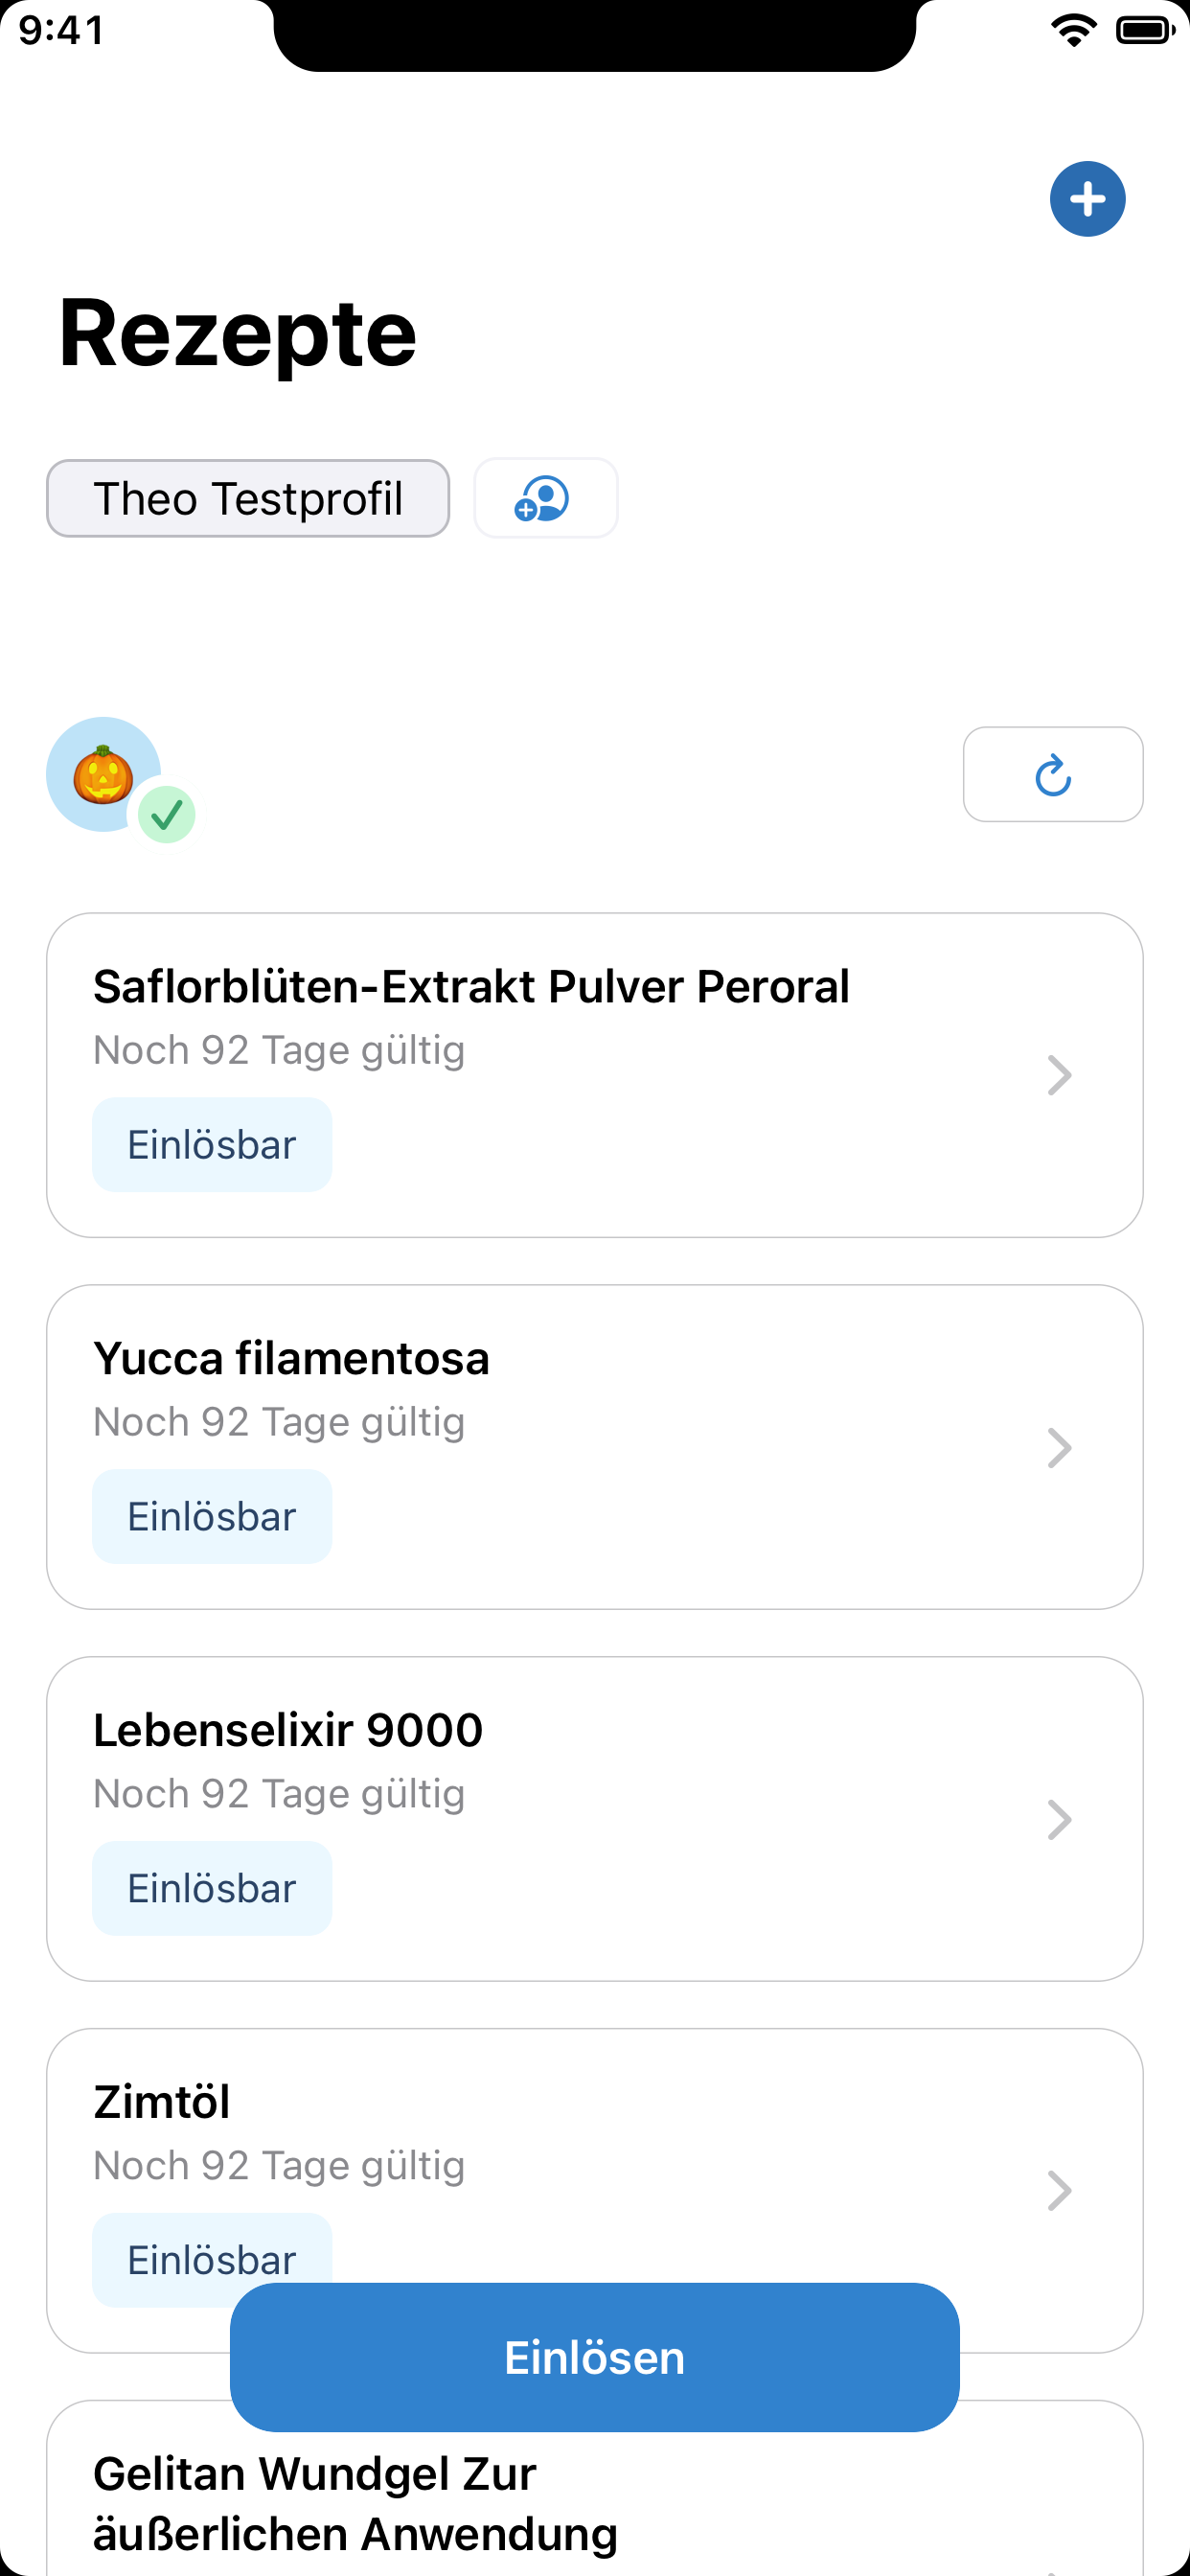 9:41
Rezepte
Theo Testprofil
Saflorblüten-Extrakt Pulver Peroral
Noch 92 Tage gültig
Einlösbar
Yucca filamentosa
Noch 92 Tage gültig
Einlösbar
Lebenselixir 9000
Noch 92 Tage gültig
Einlösbar
Zimtöl
Noch 92 Tage gültig
Einlösbar
Einlösen
Gelitan Wundgel Zur
äußerlichen Anwendung